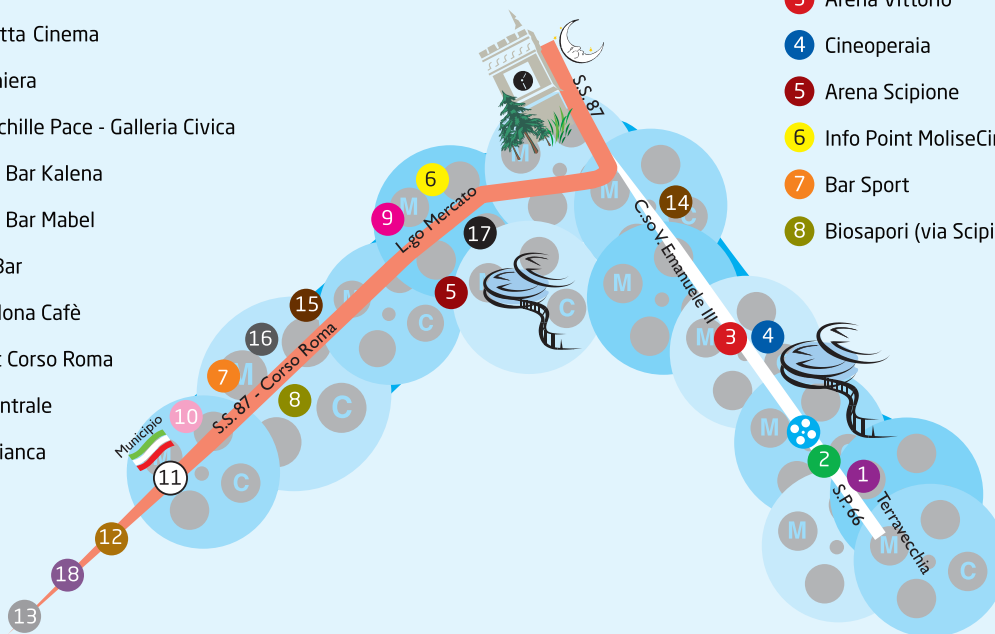 tta Cinema
niera
chille Pace - Galleria Civica
Bar Kalena
Bar Mabel
Bar
lona Cafè
t Corso Roma
ntrale
ianca
3 Arena Vittorio
4 Cineoperaia
5 Arena Scipione
6 Info Point MoliseCin
7 Bar Sport
8 Biosapori (via Scipi
S.S. 87
L.go Mercato
C.so V. Emanuele III
S.S. 87 - Corso Roma
Municipio
S.P. 66
Terravecchia
6
9
17
14
5
15
16
3
4
7
8
10
2
1
11
12
18
13
M
M
M
C
M
M
C
M
C
M
M
C
M
C
M
M
M
C